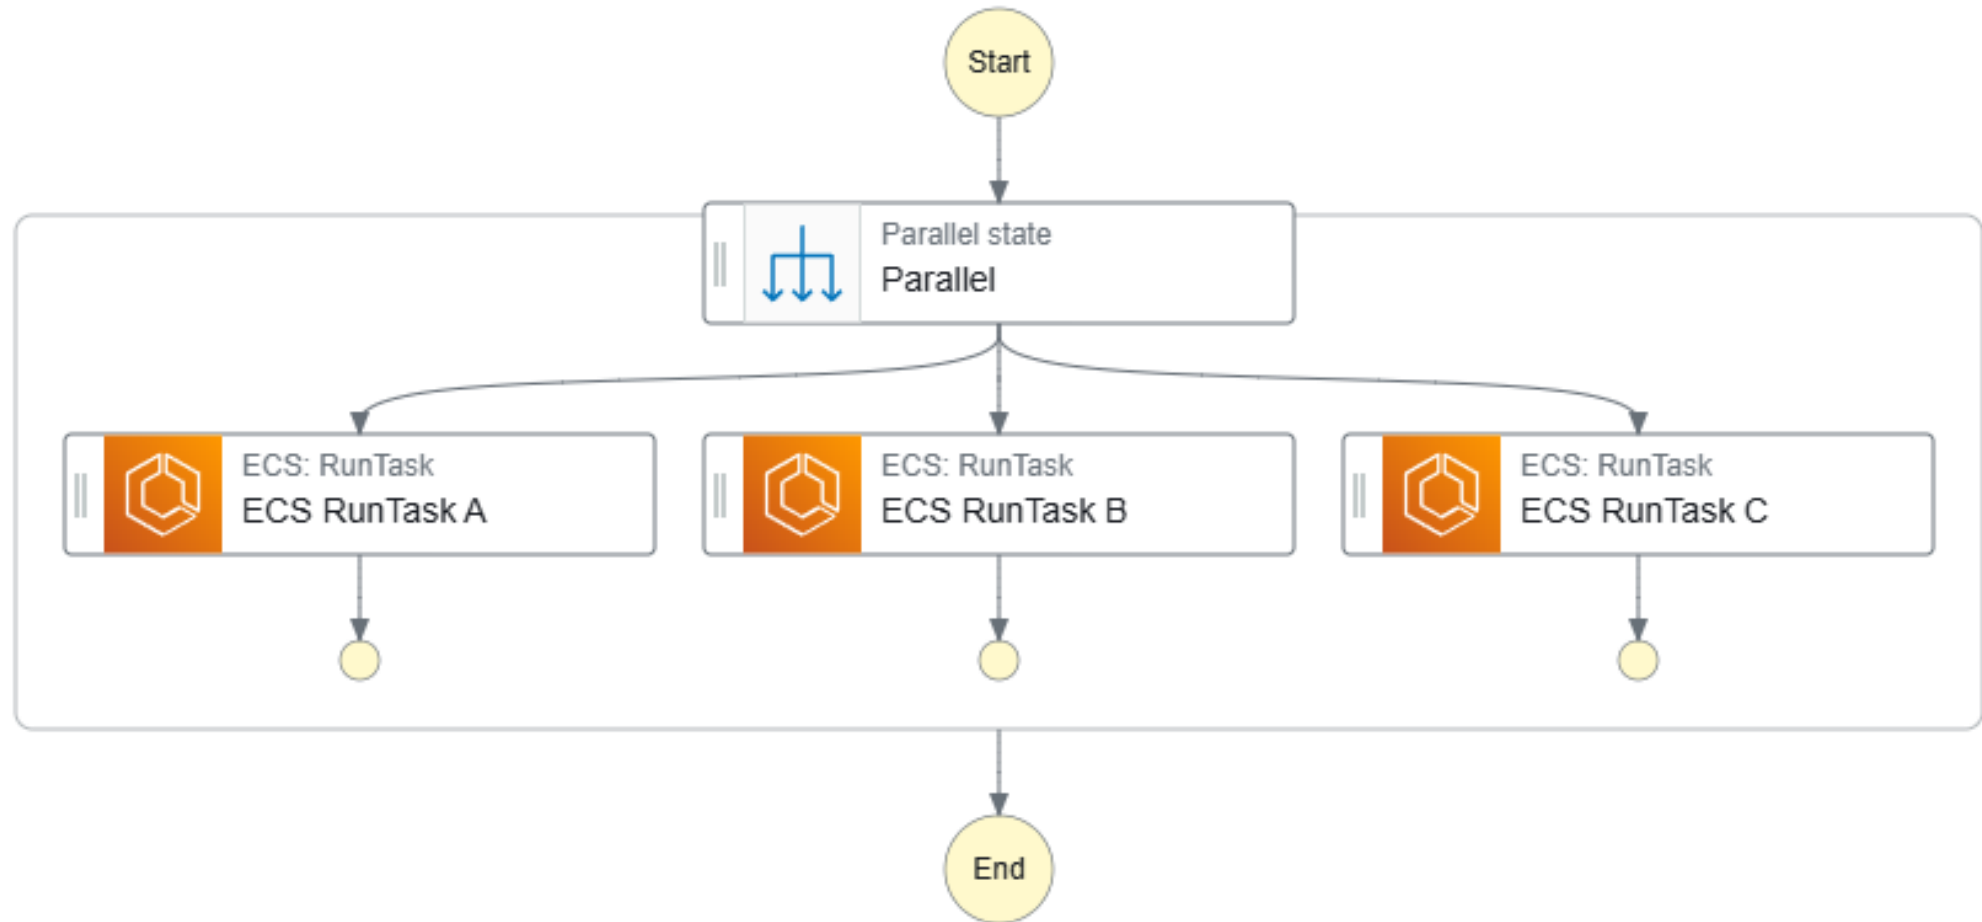 Start
Parallel state
Parallel
ECS: RunTask
ECS RunTask A
ECS: RunTask
ECS RunTask B
ECS: RunTask
ECS RunTask C
End